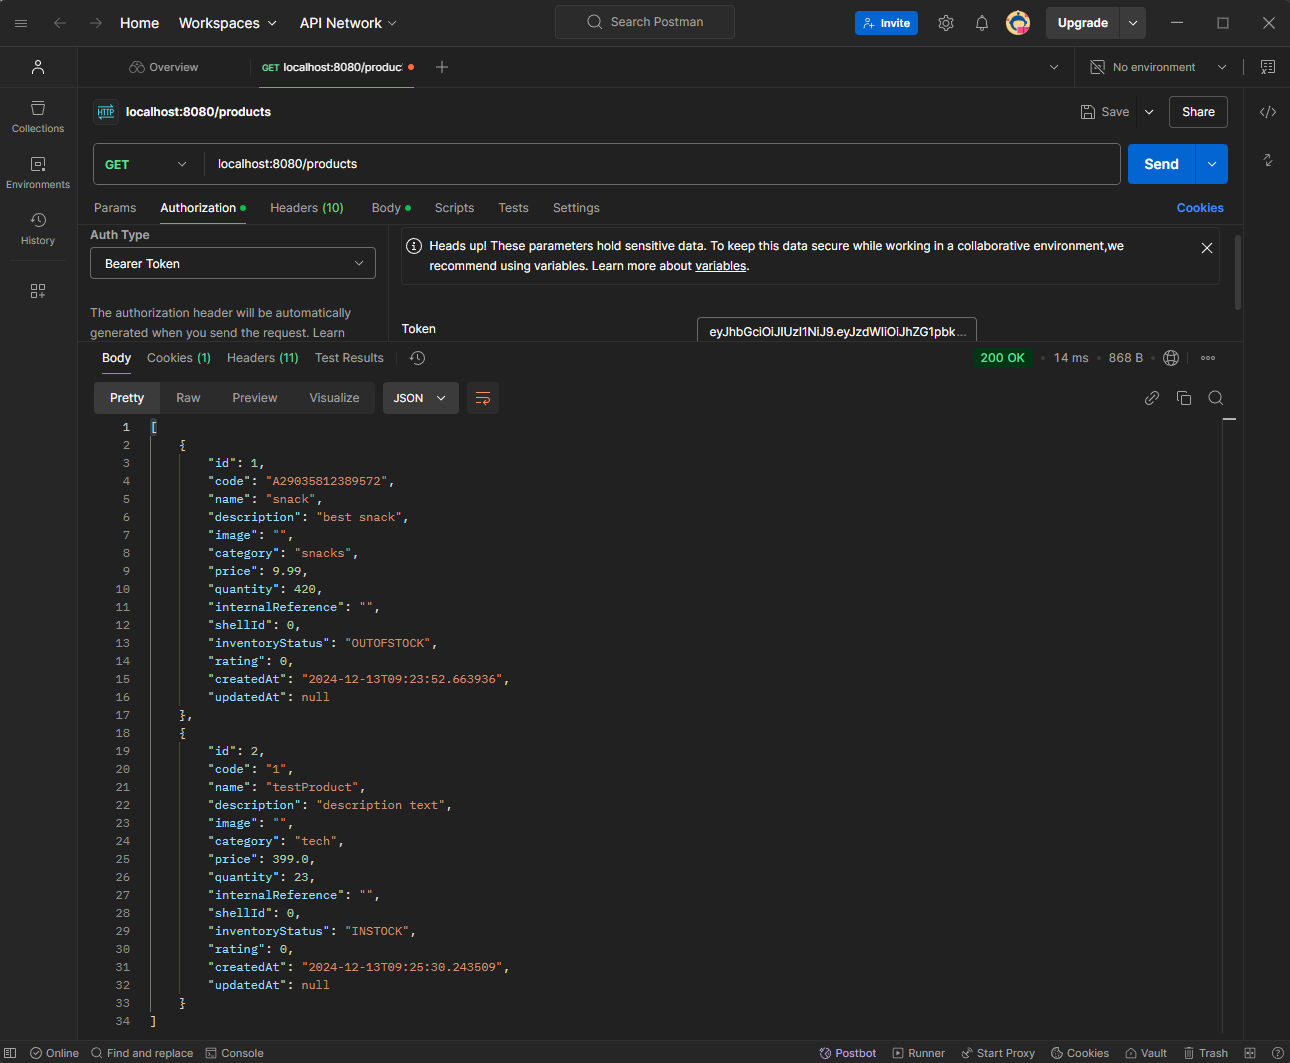 Home Workspaces API Network Search Postman Invite Upgrade
Overview GET localhost:8080/produc No environment
HTTP localhost:8080/products Save Share
Collections
Environments
History
GET localhost:8080/products Send
Params Authorization Headers (10) Body Scripts Tests Settings Cookies
Auth Type
Bearer Token
The authorization header will be automatically
generated when you send the request. Learn
Heads up! These parameters hold sensitive data. To keep this data secure while working in a collaborative environment,we
recommend using variables. Learn more about variables.
Token eyJhbGciOiJIUzI1NiJ9.eyJzdWIiOiJhZG1pbk...
Body Cookies (1) Headers (11) Test Results 200 OK 14 ms 868 B
Pretty Raw Preview Visualize JSON
1 [
2 {
3 "id": 1,
4 "code": "A29035812389572",
5 "name": "snack",
6 "description": "best snack",
7 "image": "",
8 "category": "snacks",
9 "price": 9.99,
10 "quantity": 420,
11 "internalReference": "",
12 "shellId": 0,
13 "inventoryStatus": "OUTOFSTOCK",
14 "rating": 0,
15 "createdAt": "2024-12-13T09:23:52.663936",
16 "updatedAt": null
17 },
18 {
19 "id": 2,
20 "code": "1",
21 "name": "testProduct",
22 "description": "description text",
23 "image": "",
24 "category": "tech",
25 "price": 399.0,
26 "quantity": 23,
27 "internalReference": "",
28 "shellId": 0,
29 "inventoryStatus": "INSTOCK",
30 "rating": 0,
31 "createdAt": "2024-12-13T09:25:30.243509",
32 "updatedAt": null
33 }
34 ]
Online Find and replace Console Postbot Runner Start Proxy Cookies Vault Trash